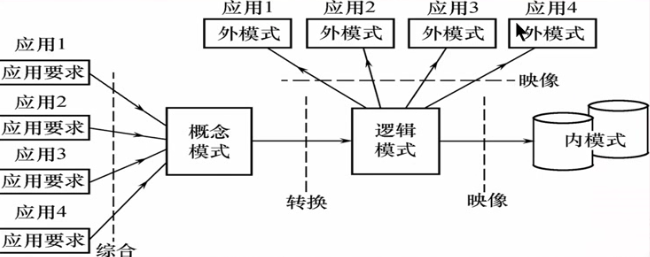 应用1
应用2
应用3
应用4
外模式
外模式
外模式
外模式
映像
应用1
应用要求
应用2
应用要求
应用3
应用要求
应用4
应用要求
综合
概念
模式
转换
逻辑
模式
映像
内模式